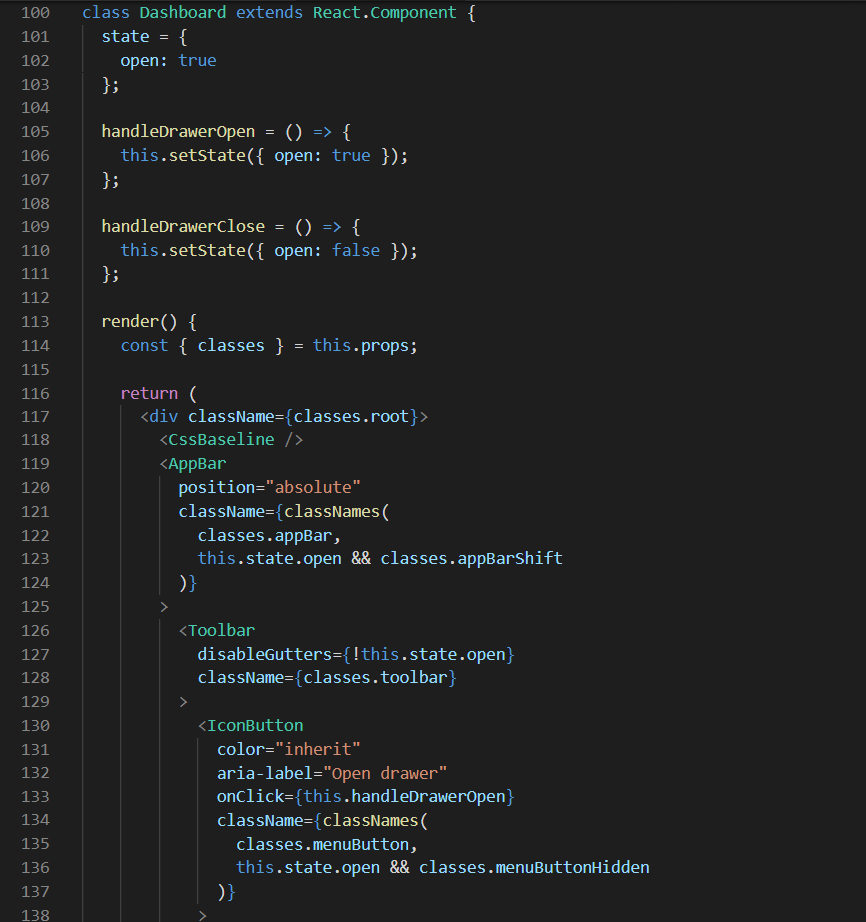 100 class Dashboard extends React.Component {
101   state = {
102     open: true
103   };
104
105   handleDrawerOpen = () => {
106     this.setState({ open: true });
107   };
108
109   handleDrawerClose = () => {
110     this.setState({ open: false });
111   };
112
113   render() {
114     const { classes } = this.props;
115
116     return (
117       <div className={classes.root}>
118         <CssBaseline />
119         <AppBar
120           position="absolute"
121           className={classNames(
122             classes.appBar,
123             this.state.open && classes.appBarShift
124           )}
125         >
126           <Toolbar
127             disableGutters={!this.state.open}
128             className={classes.toolbar}
129           >
130             <IconButton
131               color="inherit"
132               aria-label="Open drawer"
133               onClick={this.handleDrawerOpen}
134               className={classNames(
135                 classes.menuButton,
136                 this.state.open && classes.menuButtonHidden
137               )}
138             >